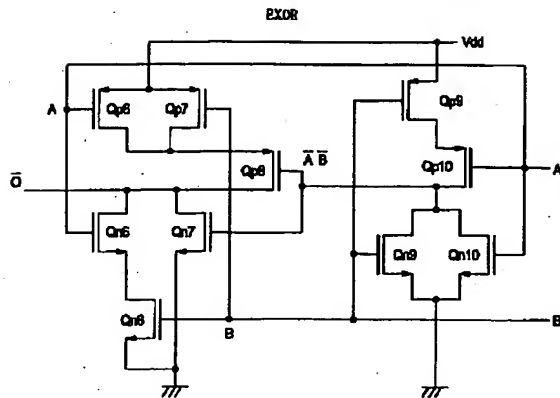 EXOR
Vdd
A
Qp6
Qp7
Qp9
A̅ B̅
Qp8
Qp10
A
O̅
Qn6
Qn7
Qn9
Qn10
Qn8
B
B